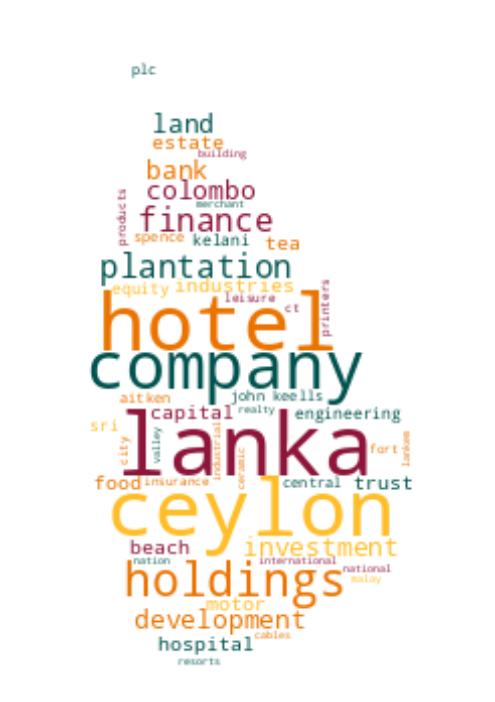 plc
land
estate
building
bank
colombo
products
merchant
finance
spence kelani tea
plantation
equity industries
leisure
ct
printers
hotel
company
aitken john keells
capital realty engineering
sri
lanka
city
valley
industrial
ceramic
fort
lankem
food insurance central trust
ceylon
beach investment
nation international
national
holdings
malay
motor
development
cables
hospital
resorts